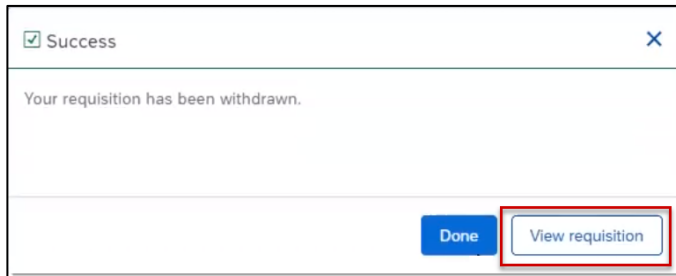 Success
Your requisition has been withdrawn.
Done
View requisition